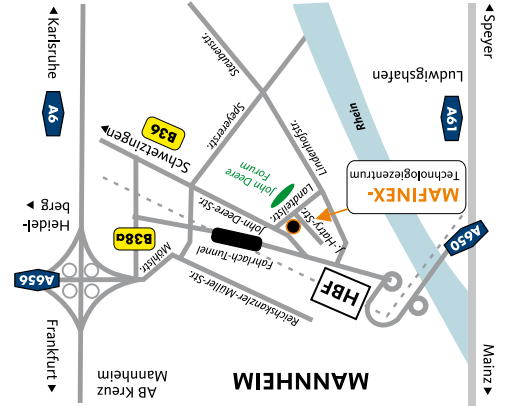 Mainz
MANNHEIM
AB Kreuz
Mannheim
Frankfurt
A650
HBF
Reichskanzler-Müller-Str.
A656
Fahrlach-Tunnel
Möhlstr.
B38a
Heidel-
berg
MAFINEX-
Technologiezentrum
J.-Hatry-Str.
John-Deere-Str.
Landteilstr.
John Deere
Forum
Schwetzingen
B36
A61
Rhein
Lindenhofstr.
Speyererstr.
A6
Ludwigshafen
Steubenstr.
Speyer
Karlsruhe